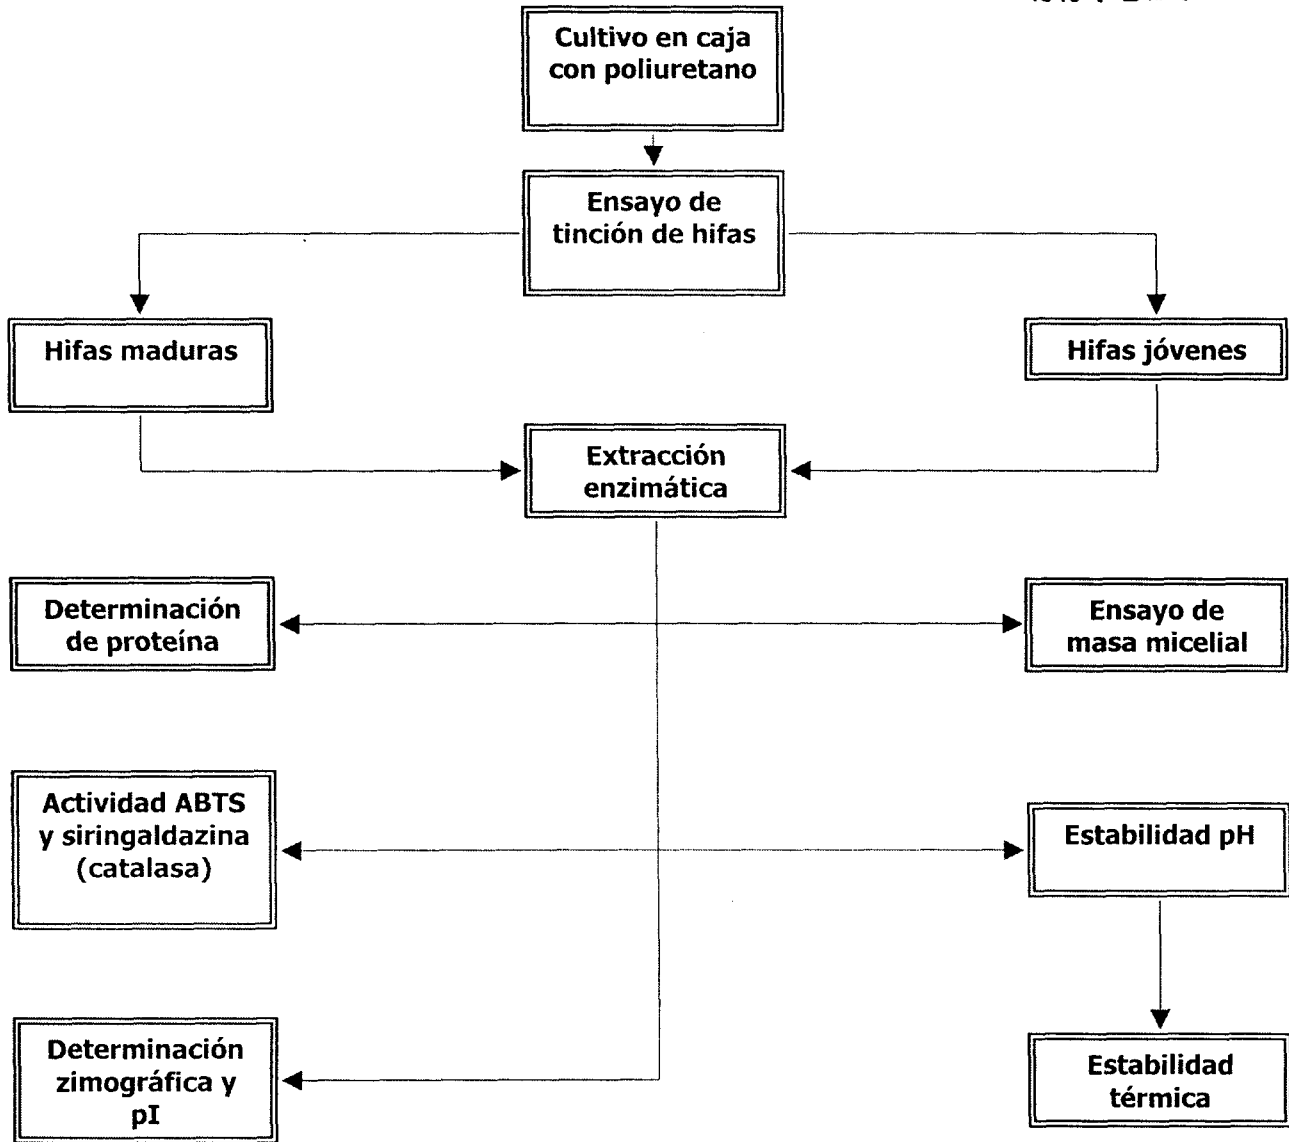 Cultivo en caja
con poliuretano
Ensayo de
tinción de hifas
Hifas maduras
Hifas jóvenes
Extracción
enzimática
Determinación
de proteína
Ensayo de
masa micelial
Actividad ABTS
y siringaldazina
(catalasa)
Estabilidad pH
Determinación
zimográfica y
pI
Estabilidad
térmica